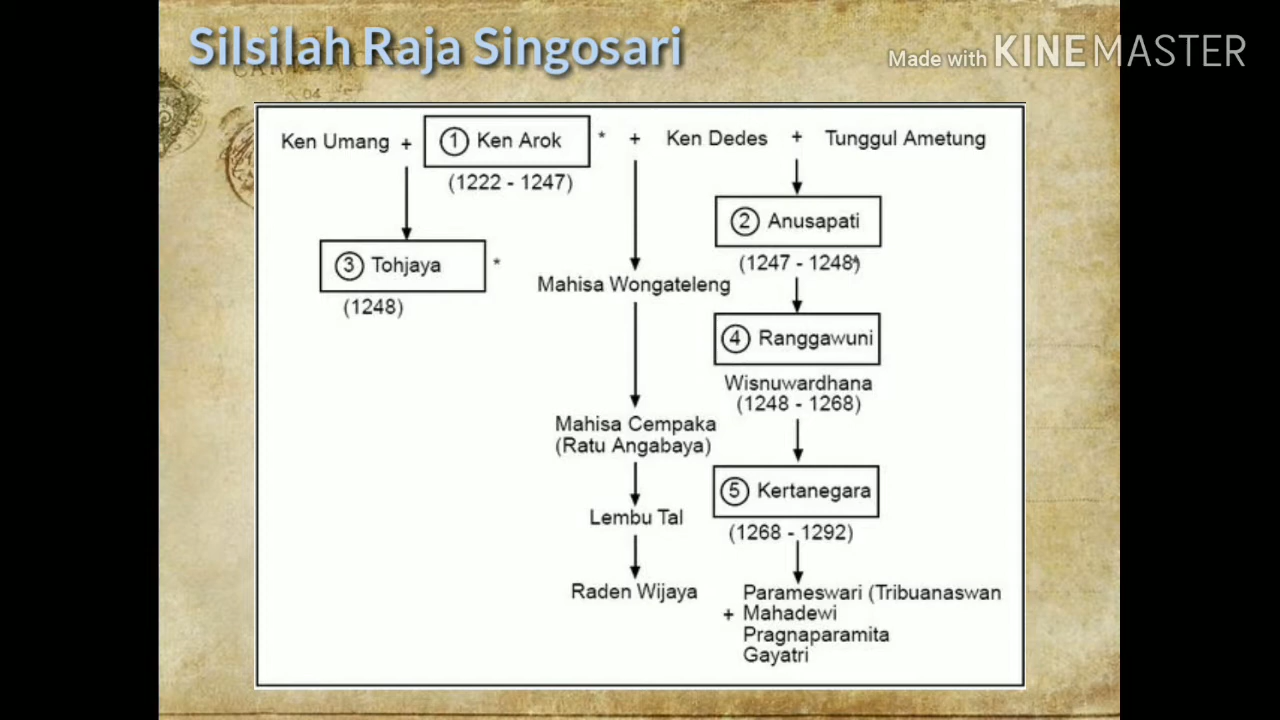 Silsilah Raja Singosari
Made with KINEMASTER
Ken Umang + ① Ken Arok * + Ken Dedes + Tunggul Ametung
(1222 - 1247)
② Anusapati
(1247 - 1248*)
③ Tohjaya *
(1248)
Mahisa Wongateleng
④ Ranggawuni
Wisnuwardhana
(1248 - 1268)
Mahisa Cempaka
(Ratu Angabaya)
⑤ Kertanegara
(1268 - 1292)
Lembu Tal
Raden Wijaya
Parameswari (Tribuanaswan
+ Mahadewi
Pragnaparamita
Gayatri